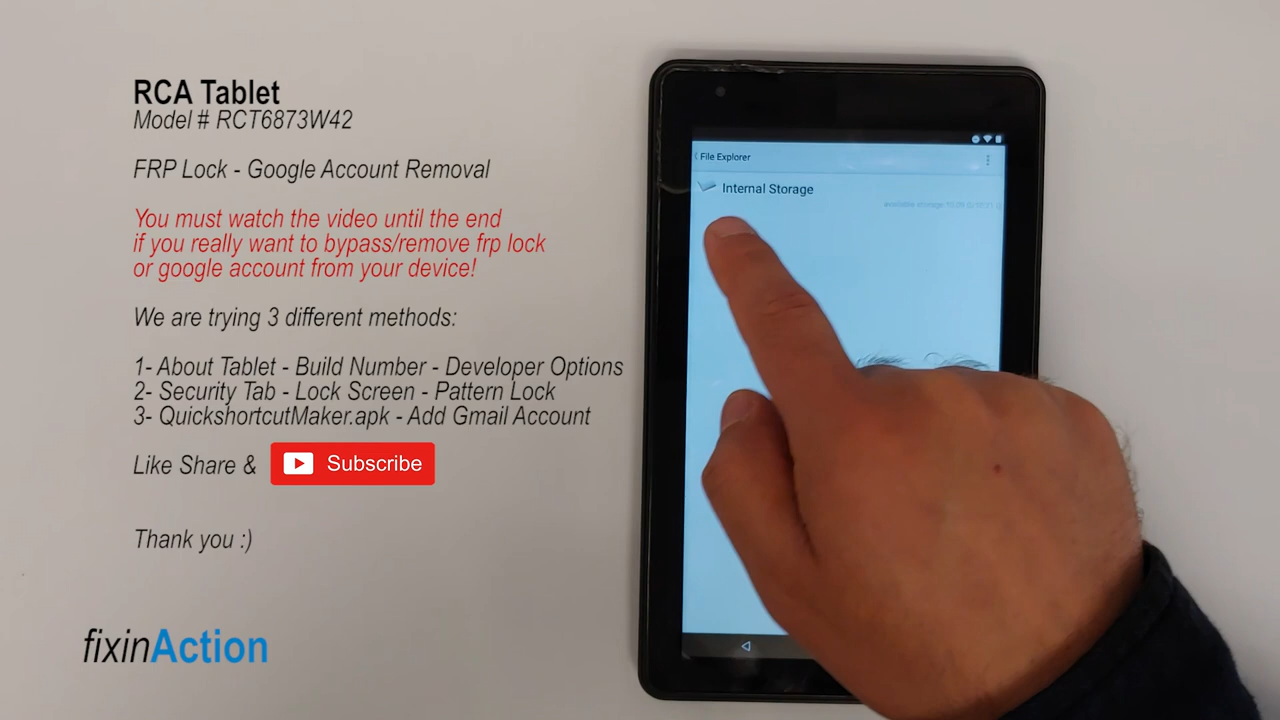 RCA Tablet
Model # RCT6873W42
FRP Lock - Google Account Removal
You must watch the video until the end
if you really want to bypass/remove frp lock
or google account from your device!
We are trying 3 different methods:
1- About Tablet - Build Number - Developer Options
2- Security Tab - Lock Screen - Pattern Lock
3- QuickshortcutMaker.apk - Add Gmail Account
Like Share & Subscribe
Thank you :)
fixinAction
File Explorer
Internal Storage
available storage